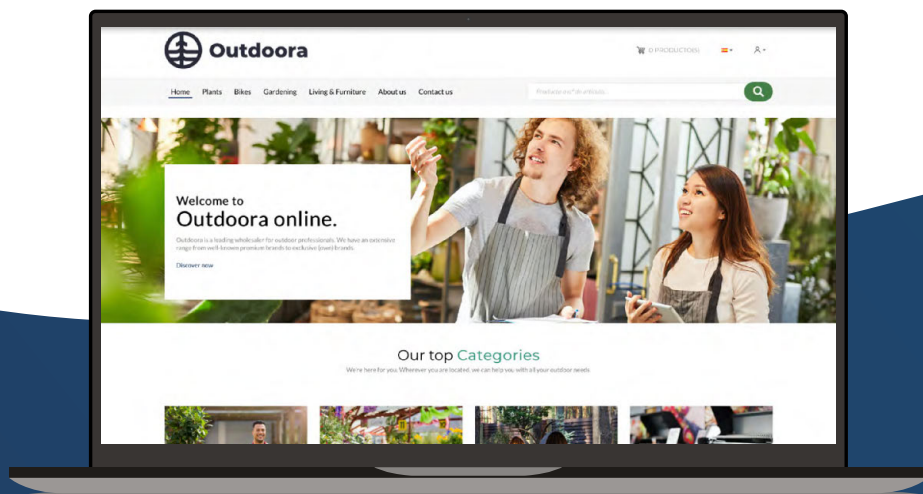 Outdoora
0 PRODUCTO(S)
Home Plants Bikes Gardening Living & Furniture About us Contact us
Welcome to
Outdoora online.
Outdoora is a leading wholesaler for outdoor professionals. We have an extensive
range from well-known premium brands to exclusive (own) brands.
Discover now
Our top Categories
We're here for you. Wherever you are located, we can help you with all your outdoor needs